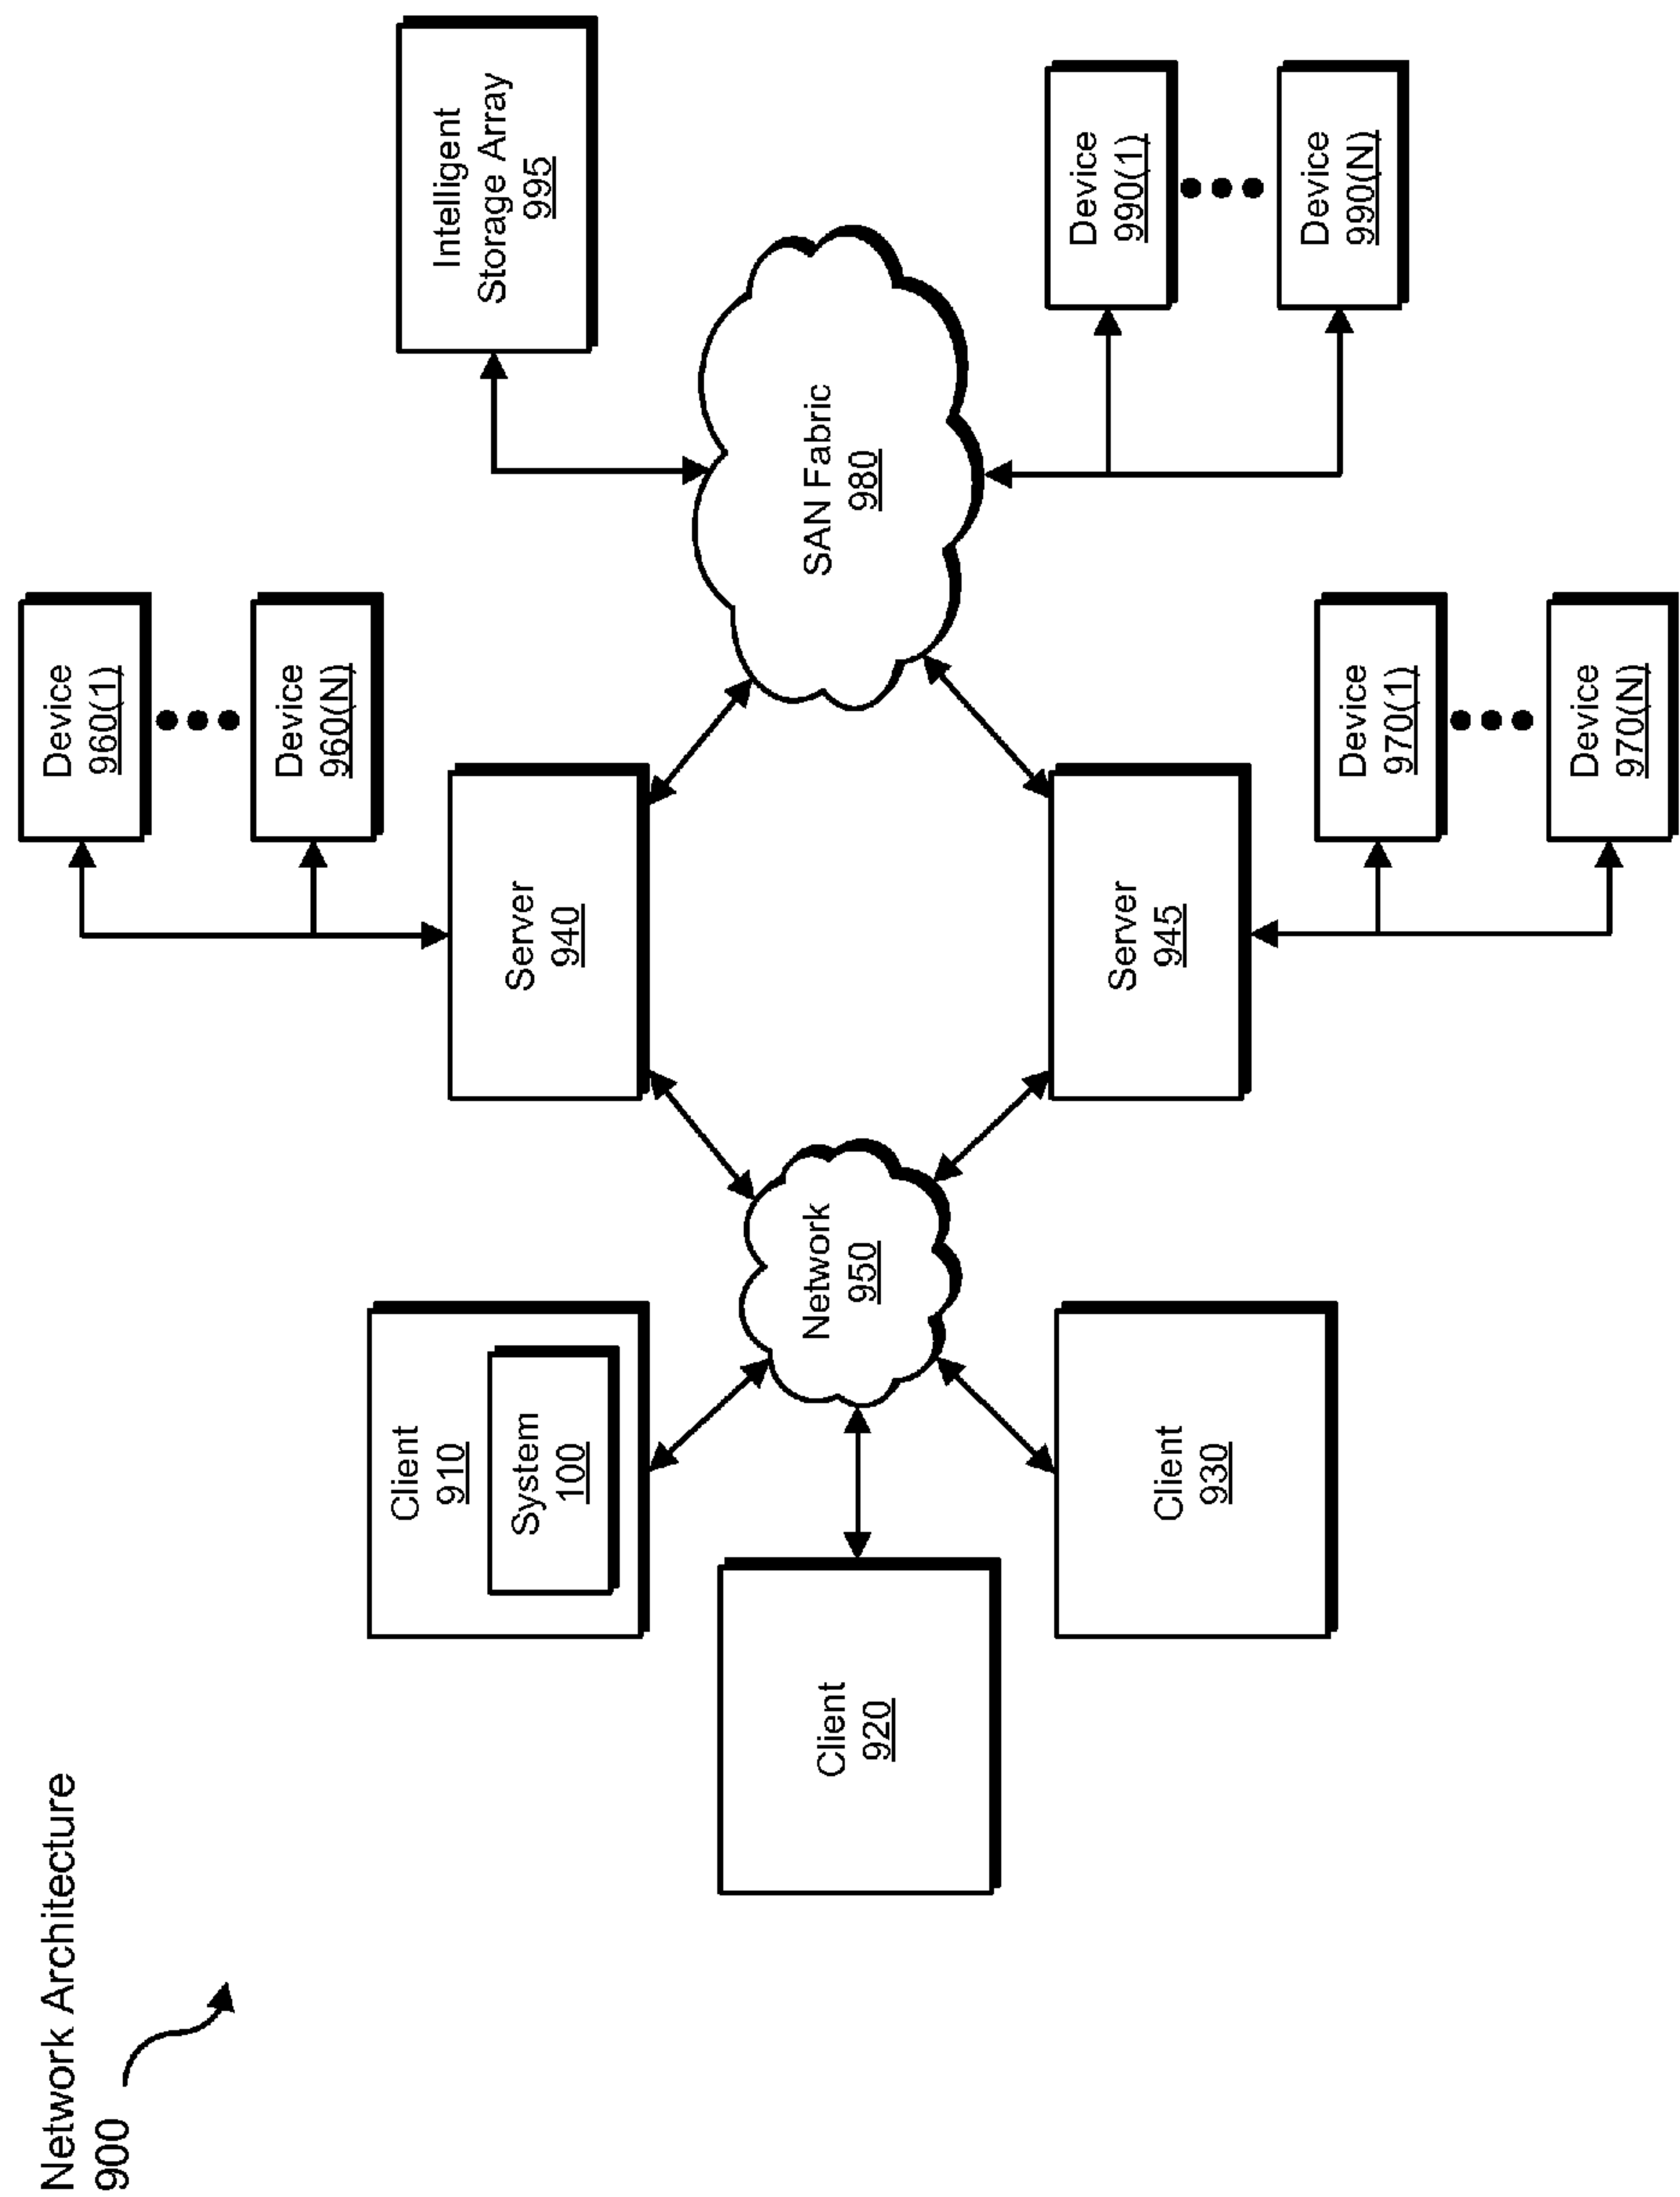 Network Architecture
900
Client
910
System
100
Client
920
Client
930
Network
950
Device
960(1)
Device
960(N)
Server
940
Server
945
Device
970(1)
Device
970(N)
SAN Fabric
980
Intelligent
Storage Array
995
Device
990(1)
Device
990(N)